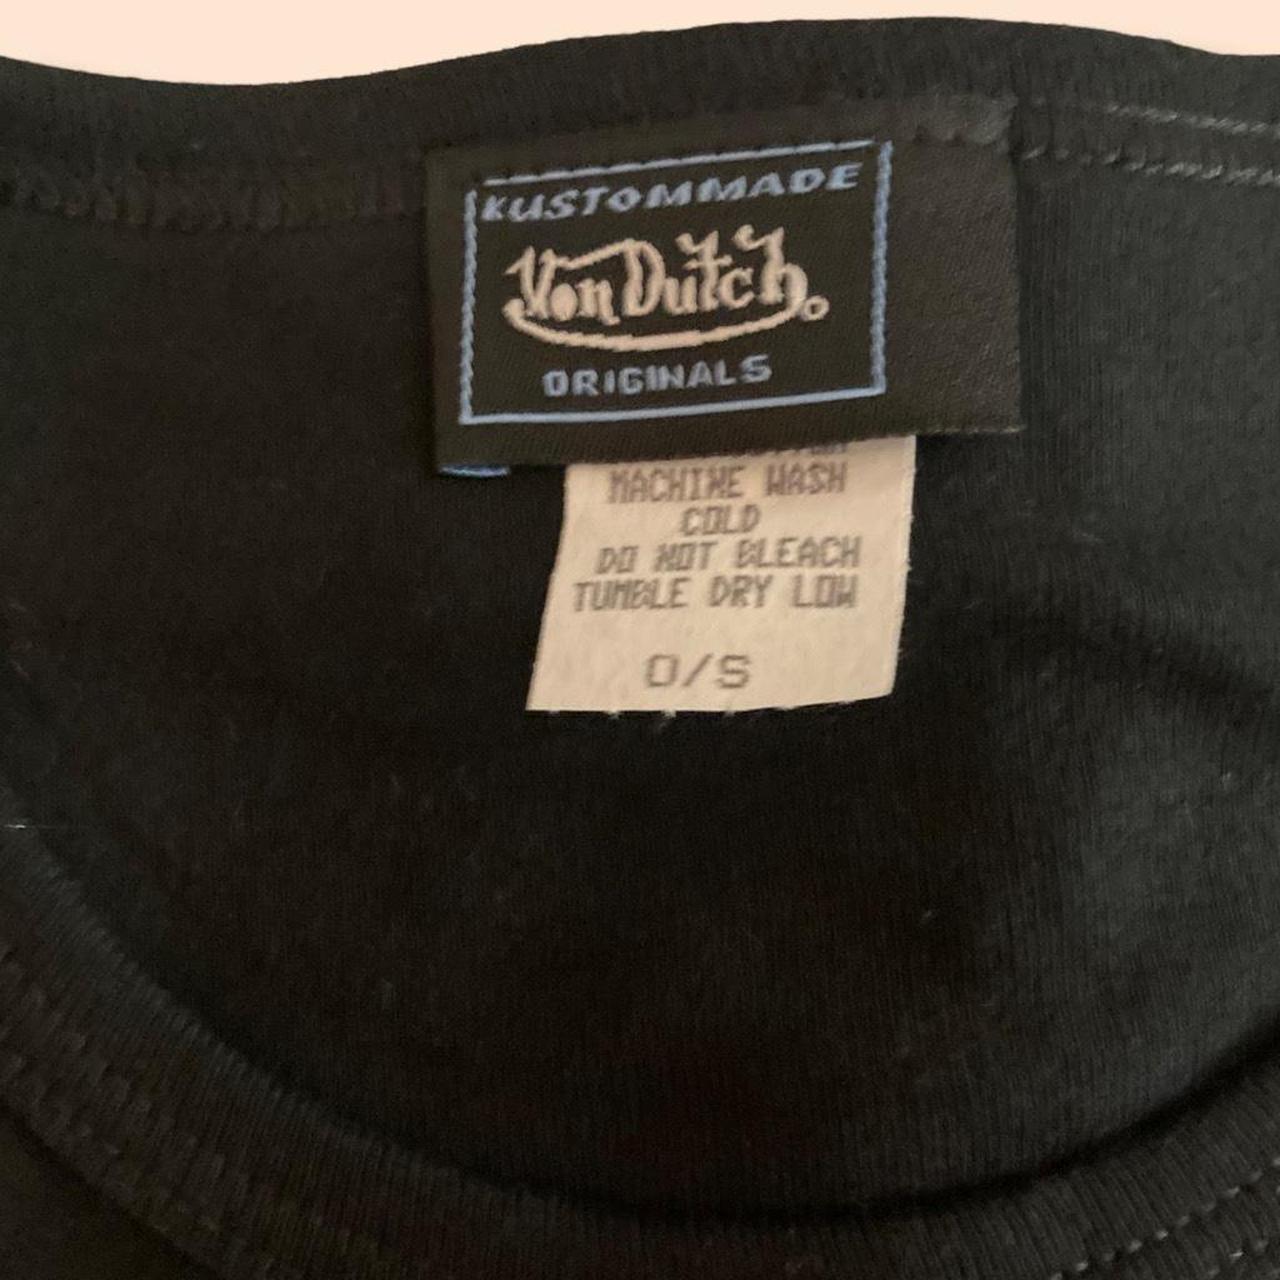 KUSTOMMADE
Von Dutch
ORIGINALS
MACHINE WASH
COLD
DO NOT BLEACH
TUMBLE DRY LOW
O/S